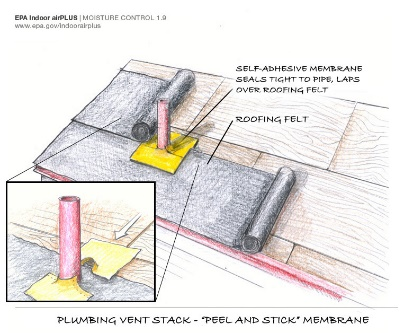 EPA Indoor airPLUS | MOISTURE CONTROL 1.9
www.epa.gov/indoorairplus
SELF-ADHESIVE MEMBRANE
SEALS TIGHT TO PIPE, LAPS
OVER ROOFING FELT
ROOFING FELT
PLUMBING VENT STACK - "PEEL AND STICK" MEMBRANE